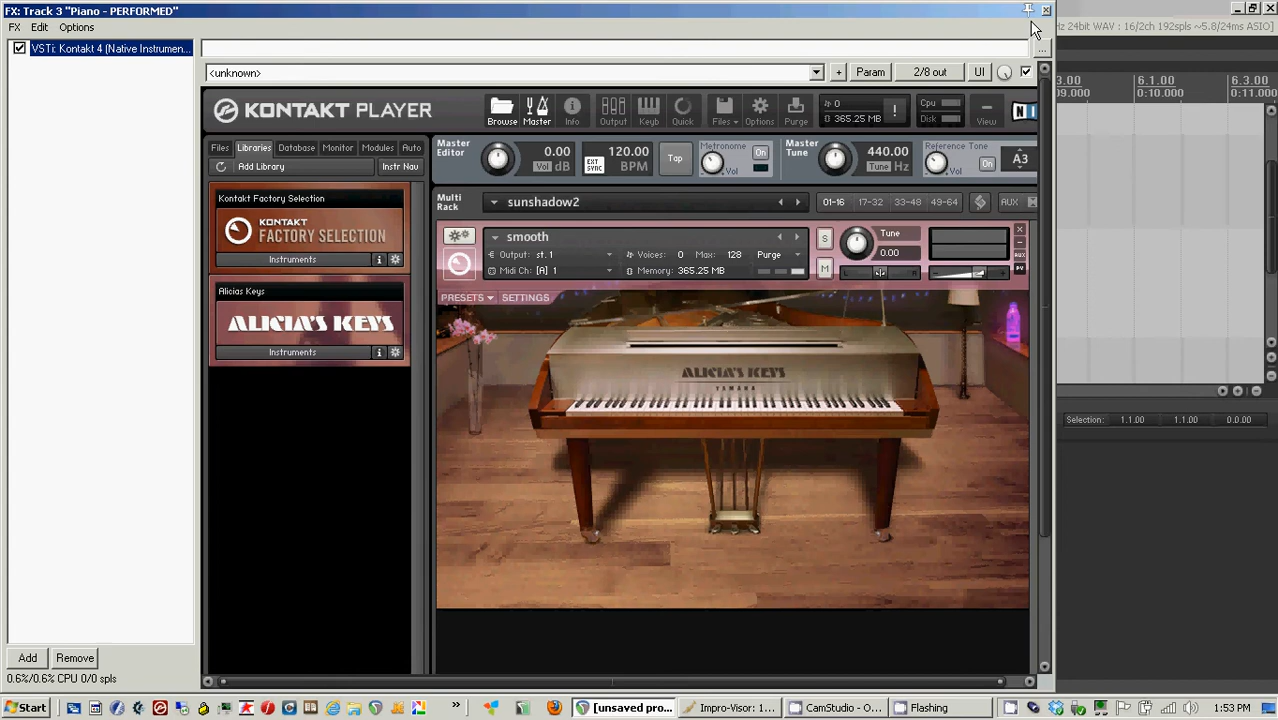 FX: Track 3 "Piano - PERFORMED"
FX Edit Options
24bit WAV : 16/2ch 192spls ~5.8/24ms ASIO]
VSTi: Kontakt 4 (Native Instrumen...
...
<unknown>
+ Param 2/8 out UI
3.00 6.1.00 6.3.00
09.000 0:10.000 0:11.000
KONTAKT PLAYER
Browse Master Info Output Keyb Quick Files Options Purge
0
365.25 MB
!
Cpu
Disk
View
NI
Files Libraries Database Monitor Modules Auto
Add Library Instr Nav
Master Editor
0.00
Vol dB
EXT SYNC
120.00
BPM
Tap
Metronome
Vol
On
Master Tune
440.00
Tune Hz
Reference Tone
Vol
On
A3
Kontakt Factory Selection
KONTAKT
FACTORY SELECTION
Instruments i
Alicias Keys
ALICIA'S KEYS
Instruments i
Multi Rack
sunshadow2
01-16 17-32 33-48 49-64 AUX
smooth
Output: st. 1 Voices: 0 Max: 128 Purge
Midi Ch: [A] 1 Memory: 365.25 MB
S
M
Tune
0.00
L R
AUX
PV
PRESETS SETTINGS
ALICIA'S KEYS
YAMAHA
Selection: 1.1.00 1.1.00 0.0.00
Add Remove
0.6%/0.6% CPU 0/0 spls
Start
»
[unsaved pro...
Impro-Visor: 1...
CamStudio - O...
Flashing
1:53 PM